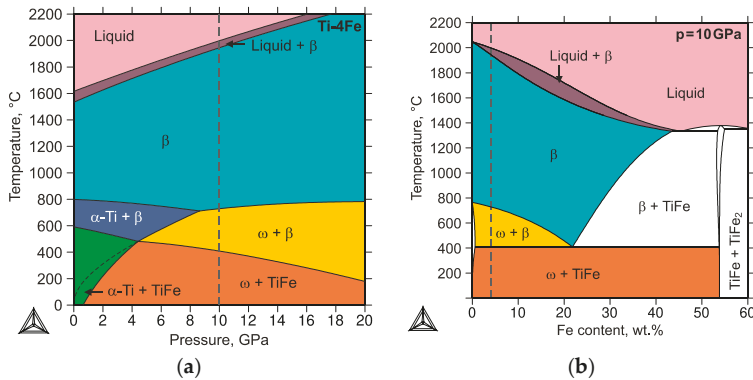 2200
2000
1800
1600
1400
1200
1000
800
600
400
200
0
Temperature, °C
Ti-4Fe
Liquid
Liquid + β
β
α-Ti + β
ω + β
α-Ti + TiFe
ω + TiFe
0 2 4 6 8 10 12 14 16 18 20
Pressure, GPa
(a)
2200
2000
1800
1600
1400
1200
1000
800
600
400
200
Temperature, °C
p=10GPa
Liquid + β
Liquid
β
β + TiFe
ω + β
ω + TiFe
TiFe + TiFe₂
0 10 20 30 40 50 60
Fe content, wt.%
(b)